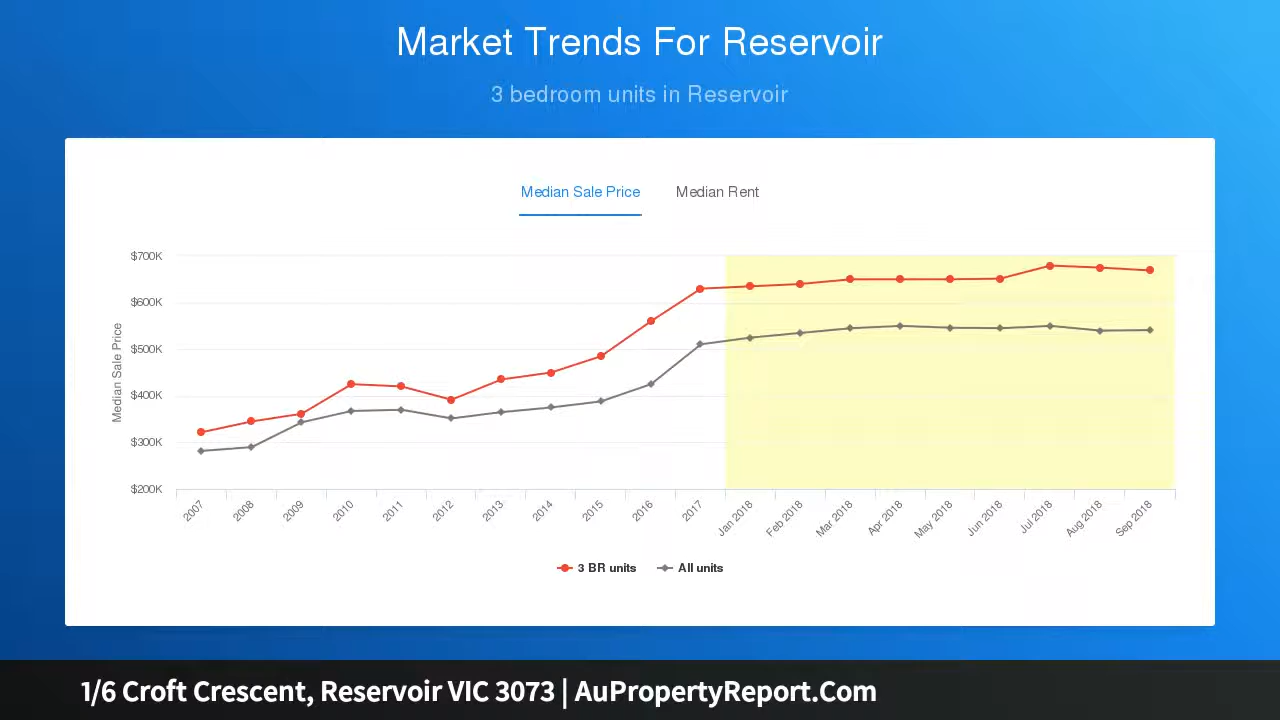 Market Trends For Reservoir
3 bedroom units in Reservoir
Median Sale Price Median Rent
Median Sale Price
$700K
$600K
$500K
$400K
$300K
$200K
2007 2008 2009 2010 2011 2012 2013 2014 2015 2016 2017 Jan 2018 Feb 2018 Mar 2018 Apr 2018 May 2018 Jun 2018 Jul 2018 Aug 2018 Sep 2018
3 BR units All units
1/6 Croft Crescent, Reservoir VIC 3073 | AuPropertyReport.Com